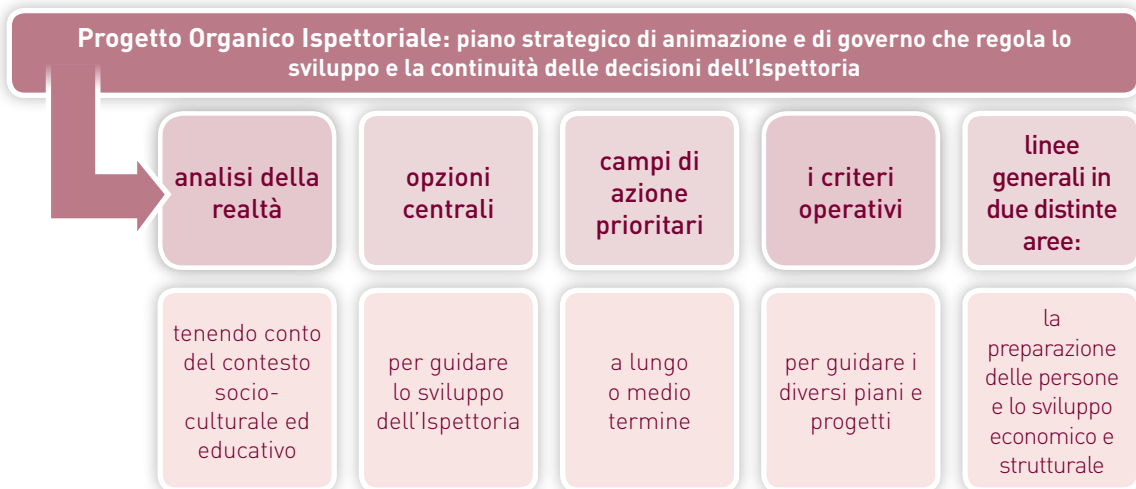 Progetto Organico Ispettoriale: piano strategico di animazione e di governo che regola lo
sviluppo e la continuità delle decisioni dell’Ispettoria
analisi della
realtà
opzioni
centrali
campi di
azione
prioritari
i criteri
operativi
linee
generali in
due distinte
aree:
tenendo conto
del contesto
socio-
culturale ed
educativo
per guidare
lo sviluppo
dell’Ispettoria
a lungo
o medio
termine
per guidare i
diversi piani e
progetti
la
preparazione
delle persone
e lo sviluppo
economico e
strutturale